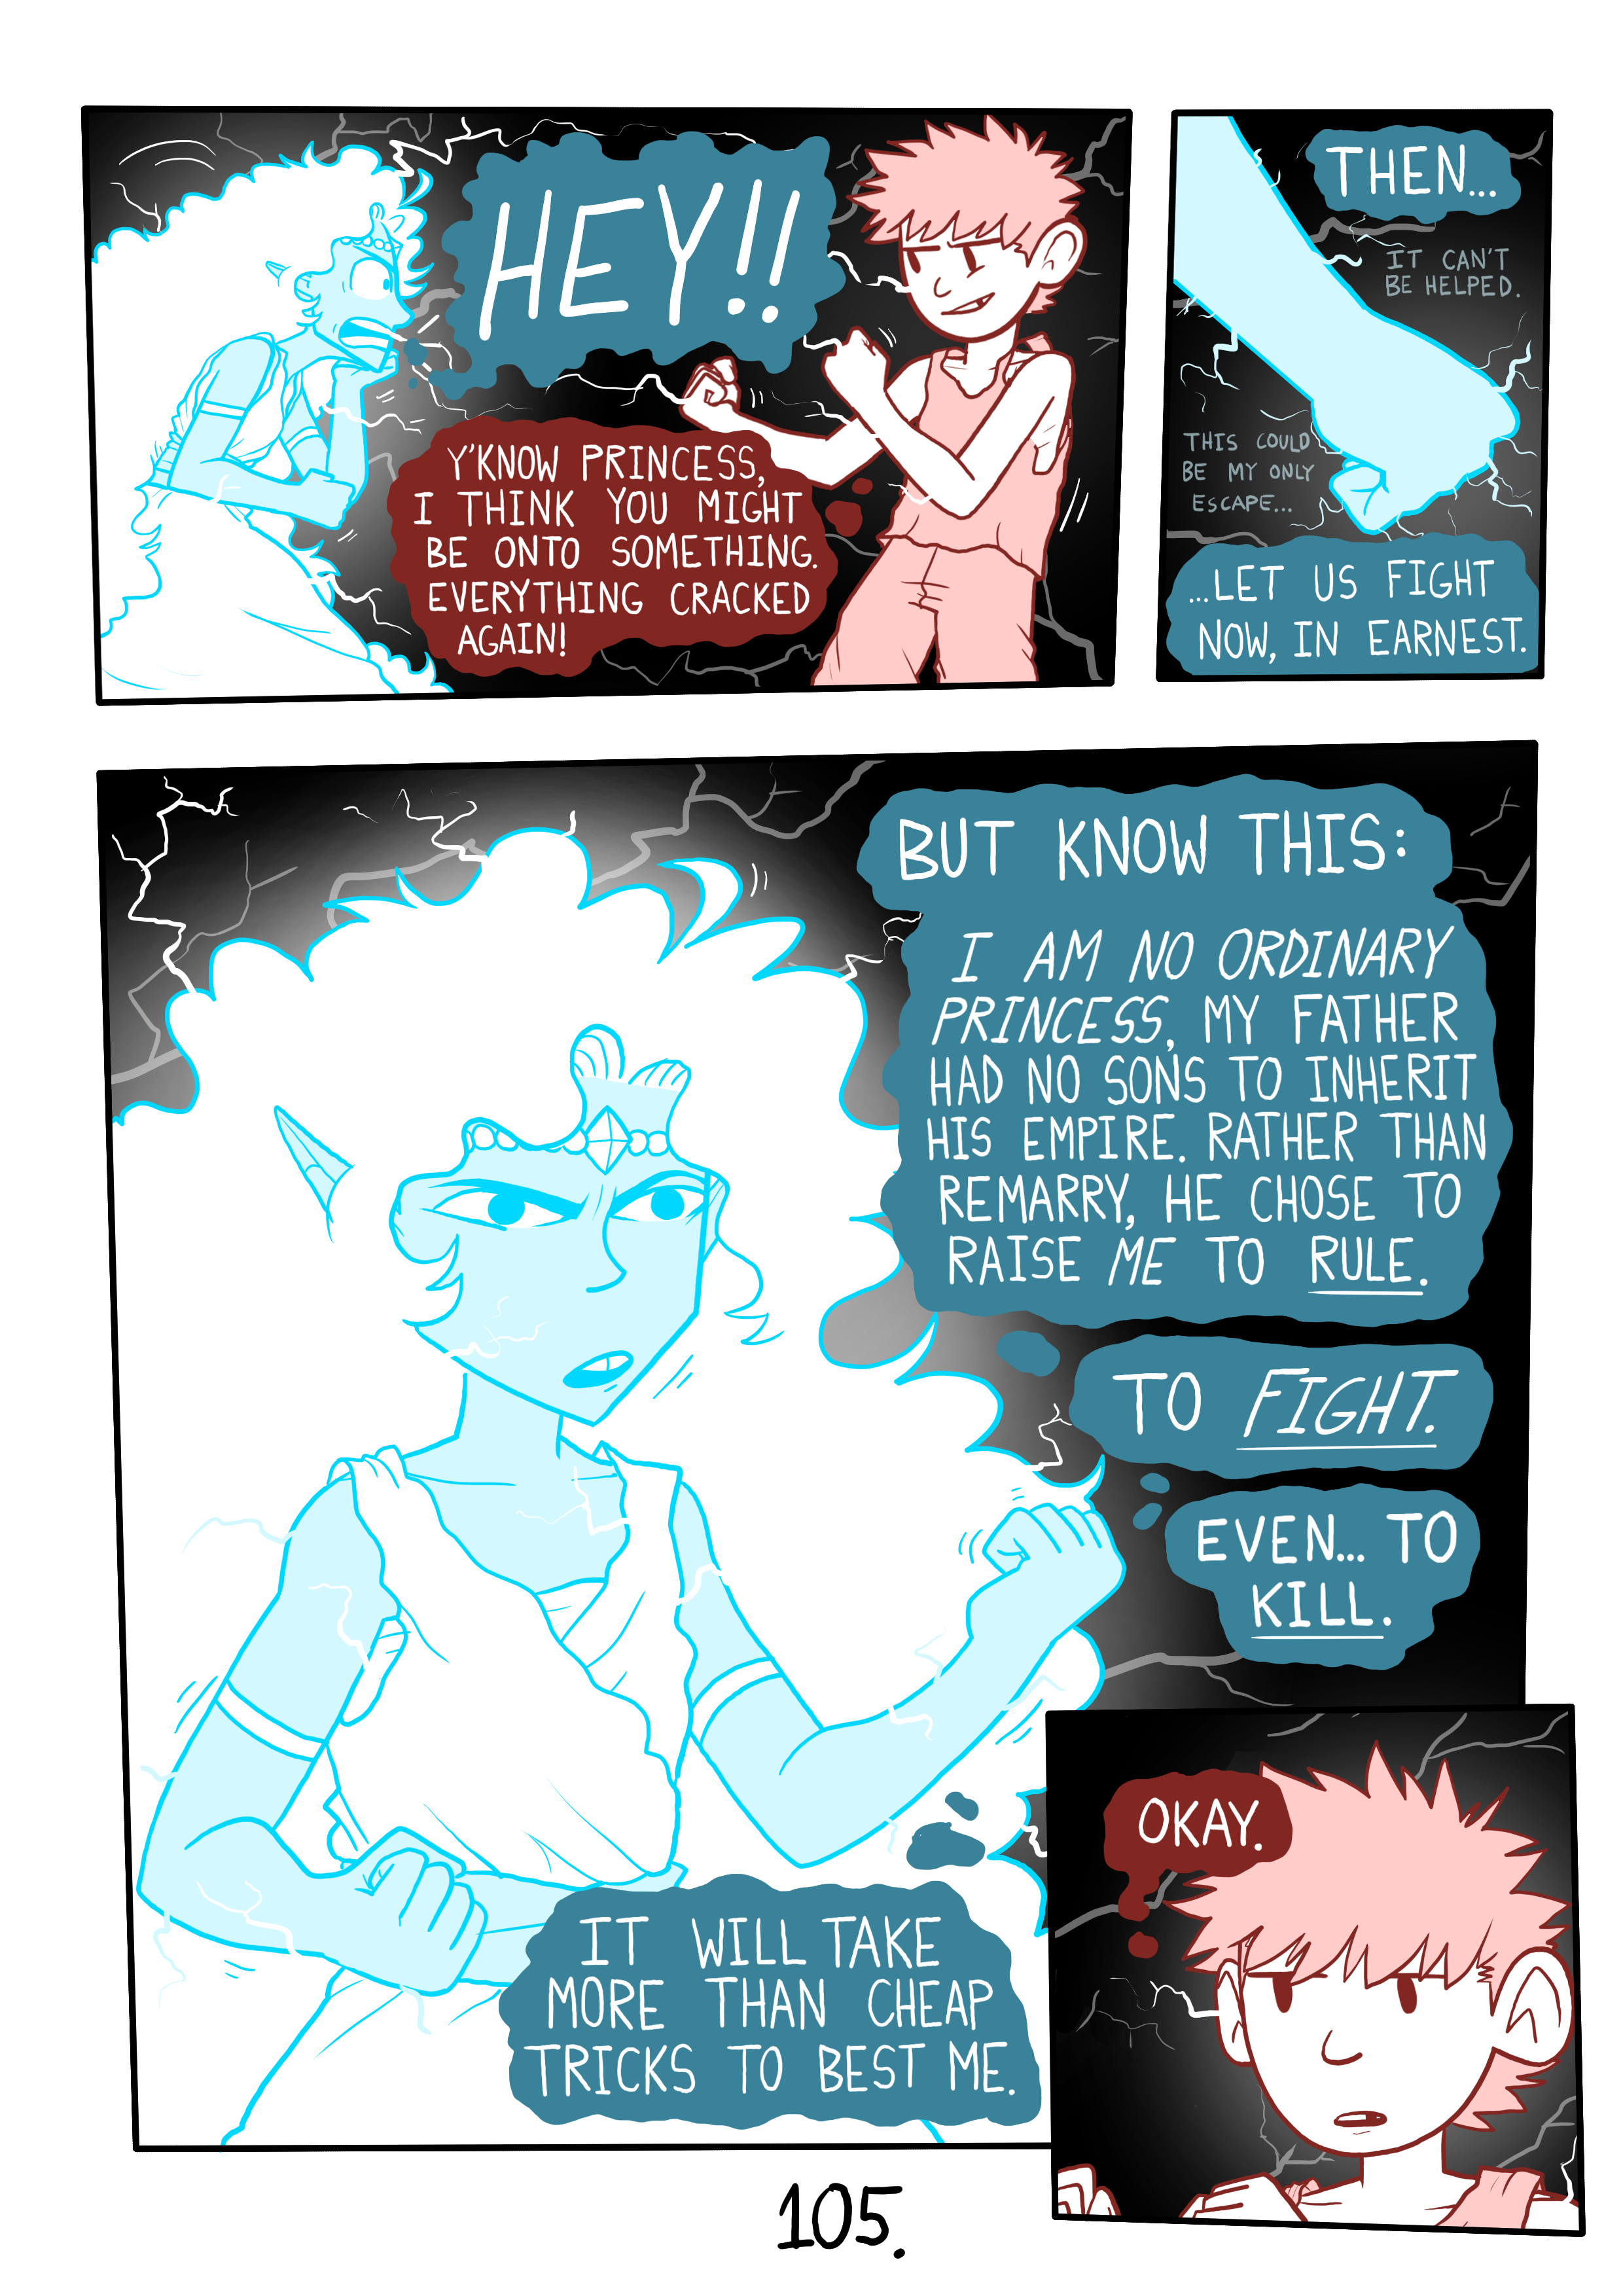 HEY!!
Y'KNOW PRINCESS,
I THINK YOU MIGHT
BE ONTO SOMETHING.
EVERYTHING CRACKED
AGAIN!
THEN...
IT CAN'T
BE HELPED.
THIS COULD
BE MY ONLY
ESCAPE...
...LET US FIGHT
NOW, IN EARNEST.
BUT KNOW THIS:
I AM NO ORDINARY
PRINCESS, MY FATHER
HAD NO SONS TO INHERIT
HIS EMPIRE. RATHER THAN
REMARRY, HE CHOSE TO
RAISE ME TO RULE.
TO FIGHT.
EVEN... TO
KILL.
IT WILL TAKE
MORE THAN CHEAP
TRICKS TO BEST ME.
OKAY.
105.